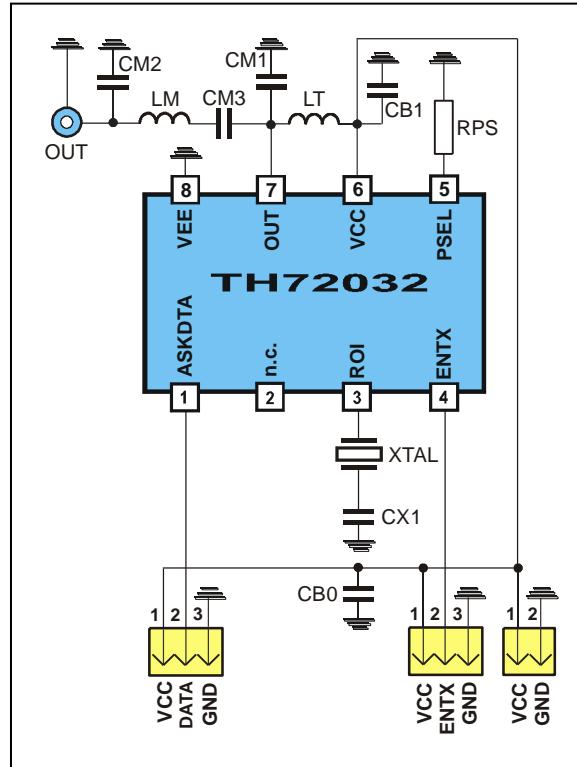 CM2
CM1
LM
CM3
LT
CB1
RPS
OUT
8
7
6
5
VEE
OUT
VCC
PSEL
TH72032
ASKDTA
n.c.
ROI
ENTX
1
2
3
4
XTAL
CX1
CB0
1 2 3
1 2 3
1 2
VCC
DATA
GND
VCC
ENTX
GND
VCC
GND